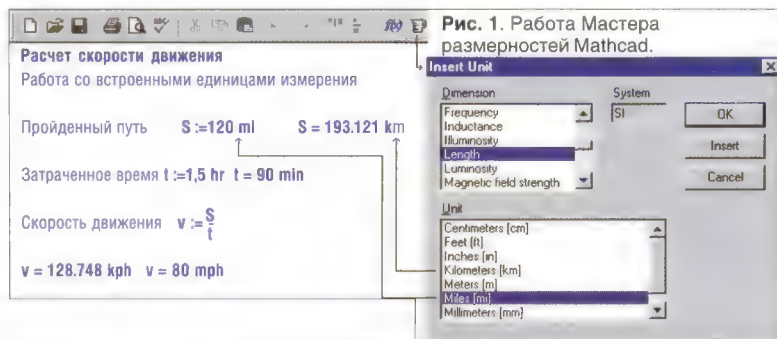 Рис. 1. Работа Мастера
размерностей Mathcad.
Расчет скорости движения
Работа со встроенными единицами измерения
Пройденный путь S:=120 mi S = 193.121 km
Затраченное время t :=1,5 hr t = 90 min
Скорость движения v := S/t
v = 128.748 kph v = 80 mph
Insert Unit
Dimension
System
Frequency
Inductance
Illuminosity
Length
Luminosity
Magnetic field strength
SI
OK
Insert
Cancel
Unit
Centimeters [cm]
Feet [ft]
Inches [in]
Kilometers [km]
Meters [m]
Miles [mi]
Millimeters [mm]